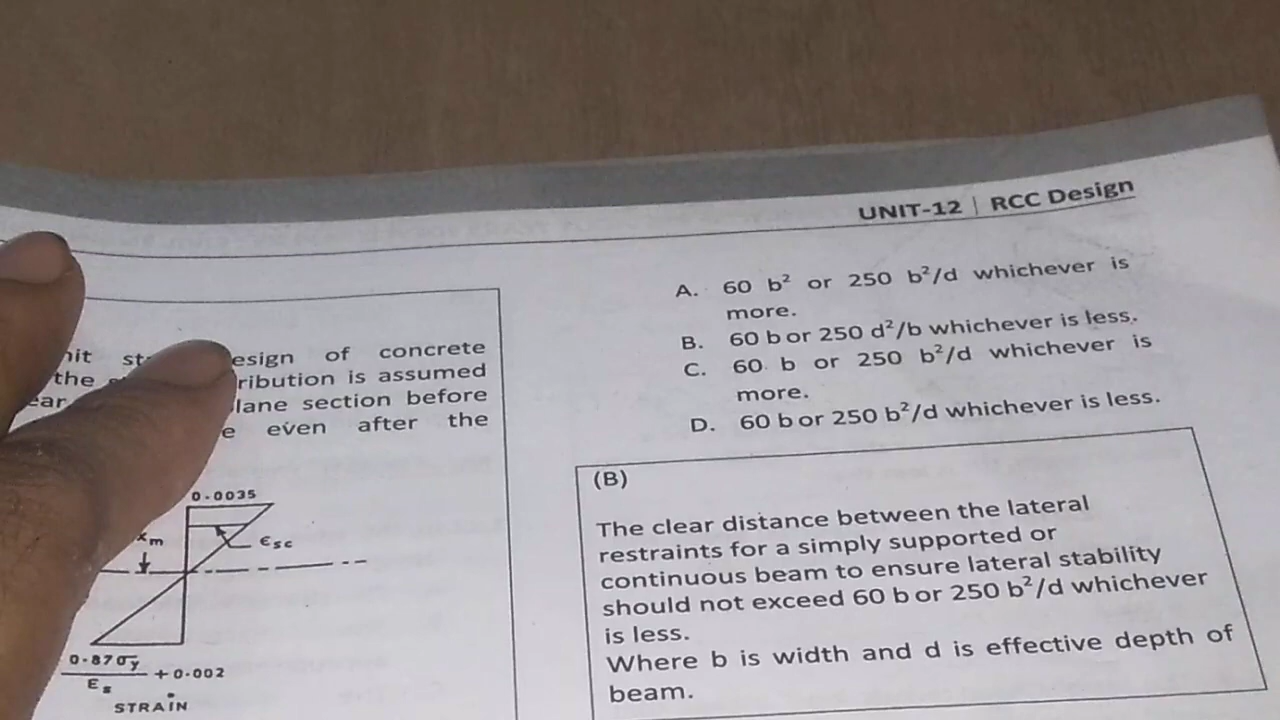 UNIT-12 | RCC Design
of concrete
is assumed
section before
even after the
0.0035
εsc
0.87σy
Es
+0.002
STRAIN
A. 60 b² or 250 b²/d whichever is
more.
B. 60 b or 250 d²/b whichever is less.
C. 60 b or 250 b²/d whichever is
more.
D. 60 b or 250 b²/d whichever is less.
(B)
The clear distance between the lateral
restraints for a simply supported or
continuous beam to ensure lateral stability
should not exceed 60 b or 250 b²/d whichever
is less.
Where b is width and d is effective depth of
beam.